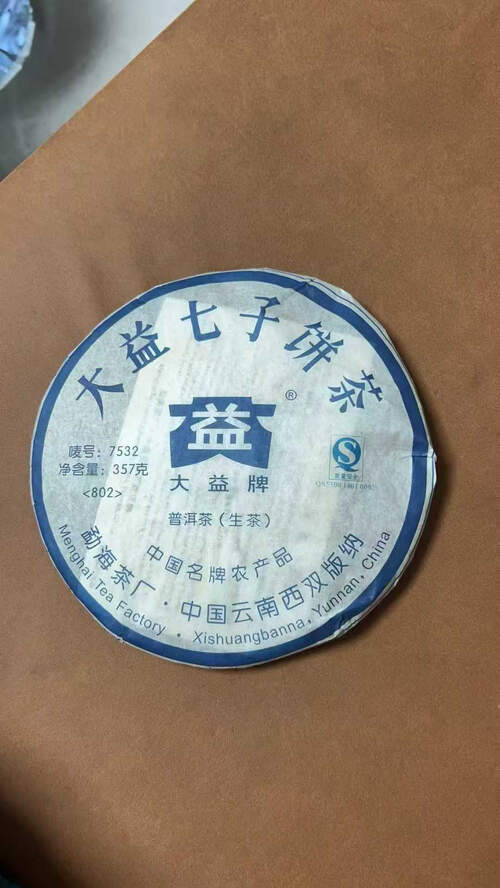 大益七子饼茶
益
®
唛号：7532
净含量：357克
<802>
大益牌
普洱茶（生茶）
中国名牌农产品
勐海茶厂·中国云南西双版纳
Menghai Tea Factory · Xishuangbanna, Yunnan, China